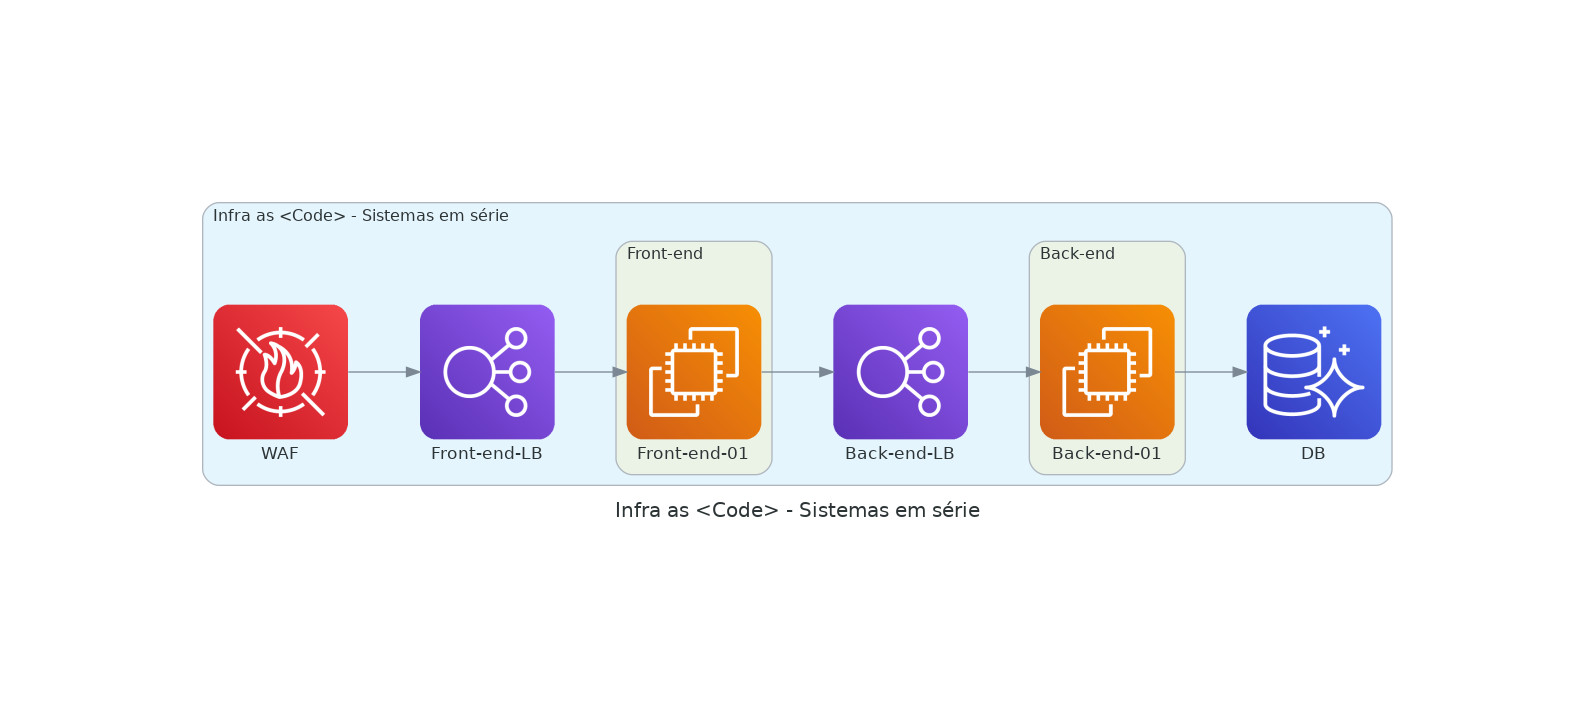 Infra as <Code> - Sistemas em série
Front-end
Back-end
WAF
Front-end-LB
Front-end-01
Back-end-LB
Back-end-01
DB
Infra as <Code> - Sistemas em série